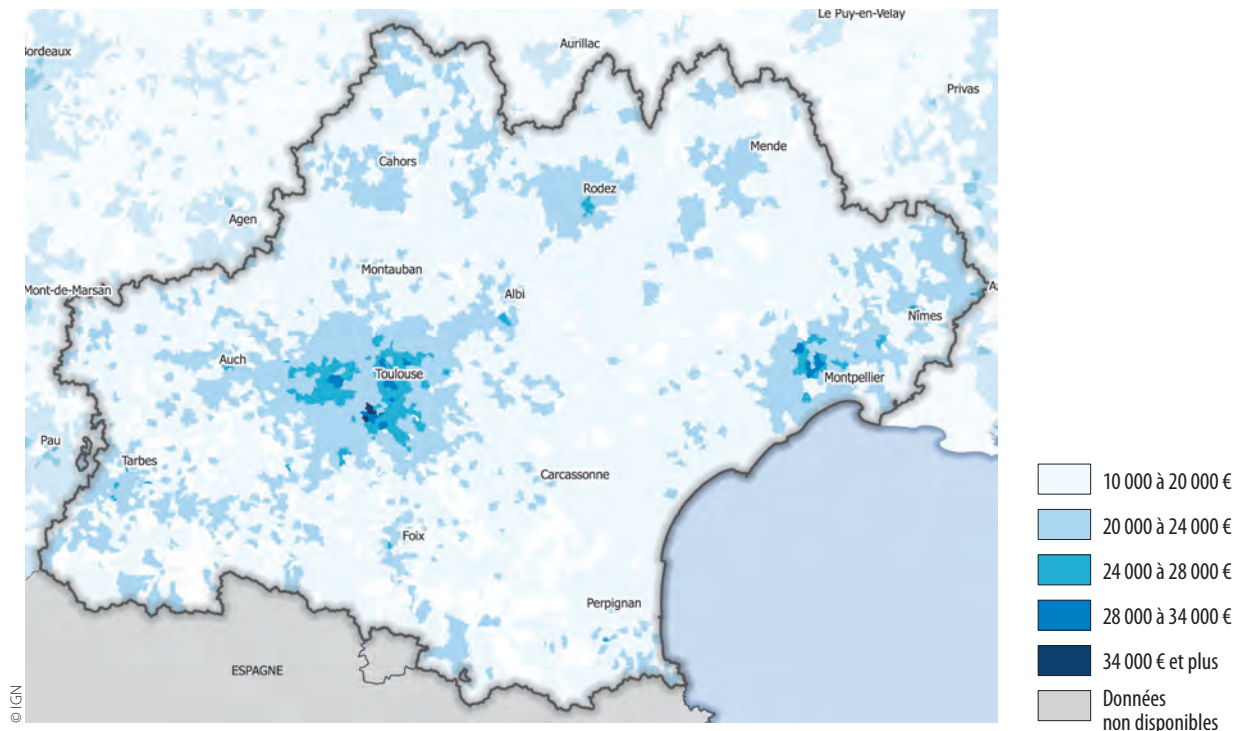 Le Puy-en-Velay
Bordeaux
Aurillac
Privas
Cahors
Mende
Rodez
Agen
Montauban
Mont-de-Marsan
Albi
Nîmes
Auch
Toulouse
Montpellier
Pau
Tarbes
Carcassonne
Foix
Perpignan
ESPAGNE
© IGN
10 000 à 20 000 €
20 000 à 24 000 €
24 000 à 28 000 €
28 000 à 34 000 €
34 000 € et plus
Données
non disponibles